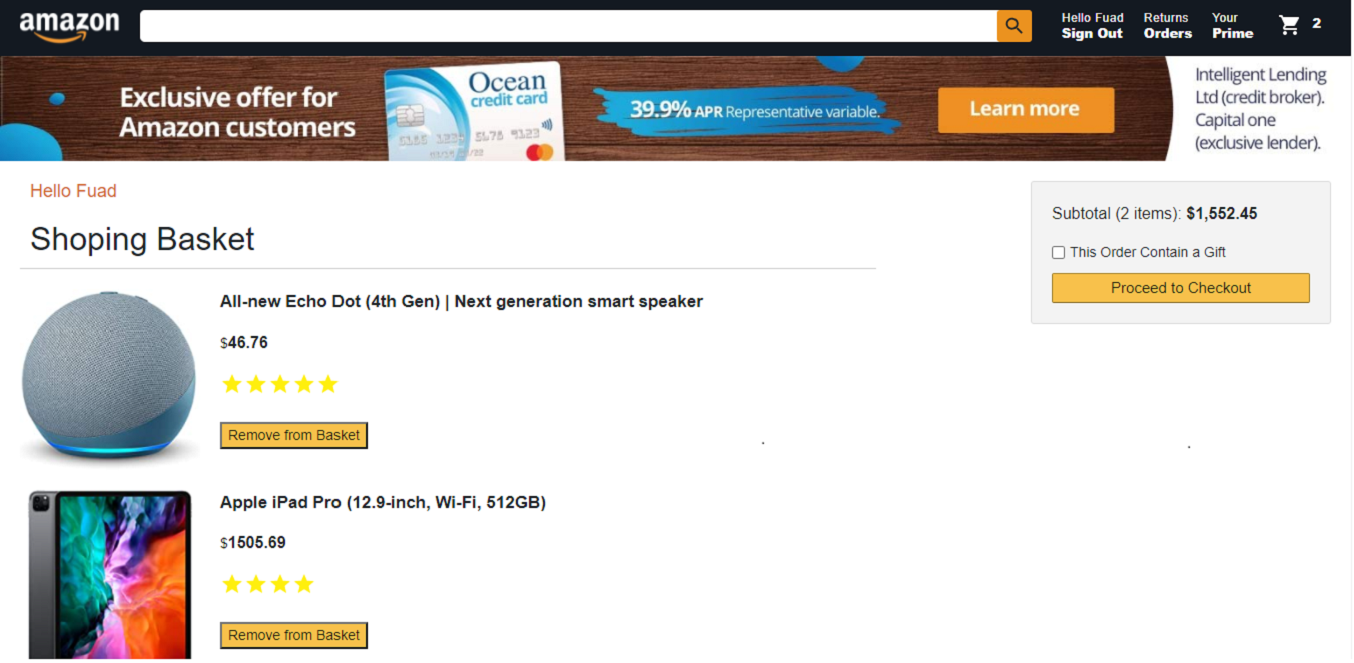 amazon
Hello Fuad
Sign Out
Returns
Orders
Your
Prime
2
Exclusive offer for
Amazon customers
Ocean
credit card
39.9% APR Representative variable.
Learn more
Intelligent Lending
Ltd (credit broker).
Capital one
(exclusive lender).
Hello Fuad
Shoping Basket
Subtotal (2 items): $1,552.45
This Order Contain a Gift
Proceed to Checkout
All-new Echo Dot (4th Gen) | Next generation smart speaker
$46.76
Remove from Basket
Apple iPad Pro (12.9-inch, Wi-Fi, 512GB)
$1505.69
Remove from Basket